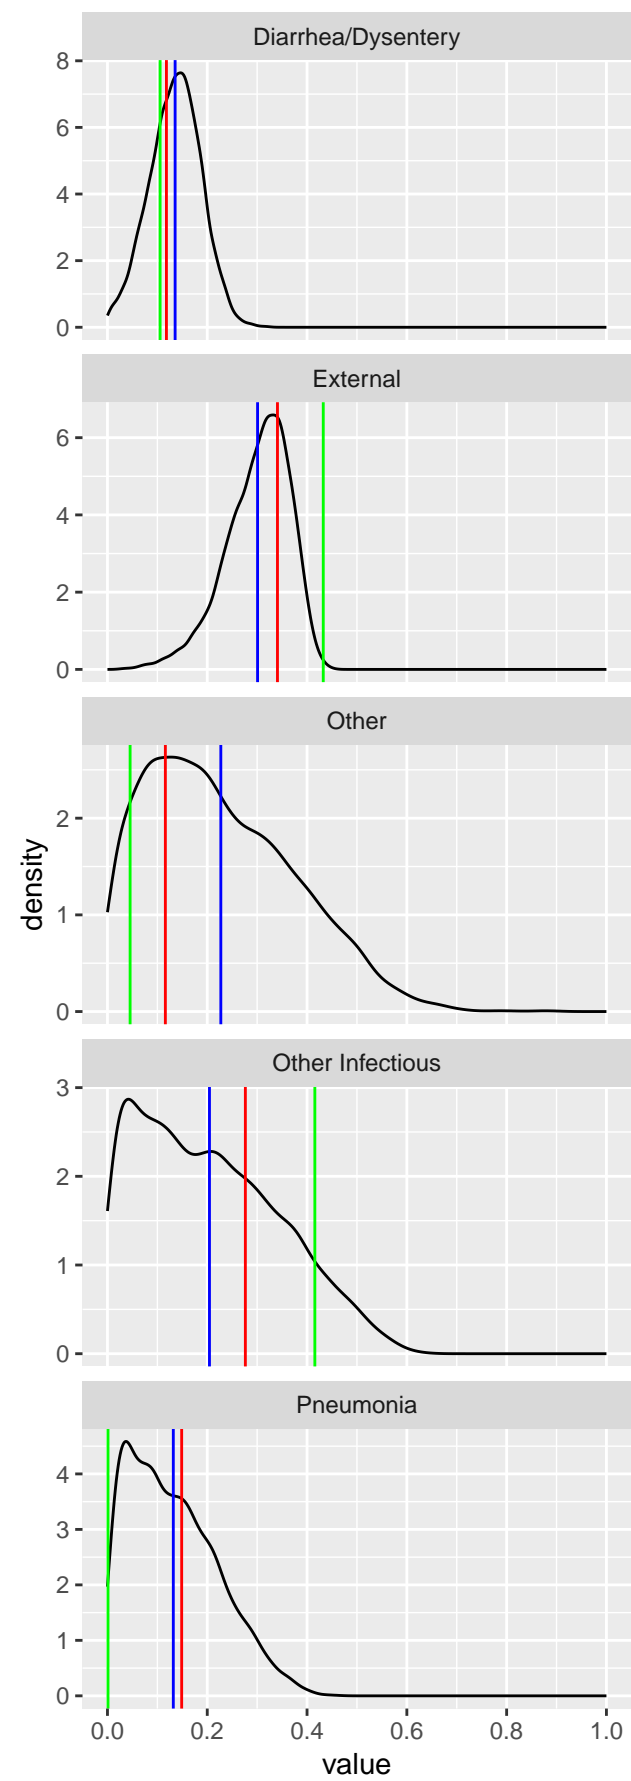 Diarrhea/Dysentery
8
6
4
2
0
External
6
4
2
0
Other
2
1
0
density
Other Infectious
3
2
1
0
Pneumonia
4
3
2
1
0
0.0 0.2 0.4 0.6 0.8 1.0
value